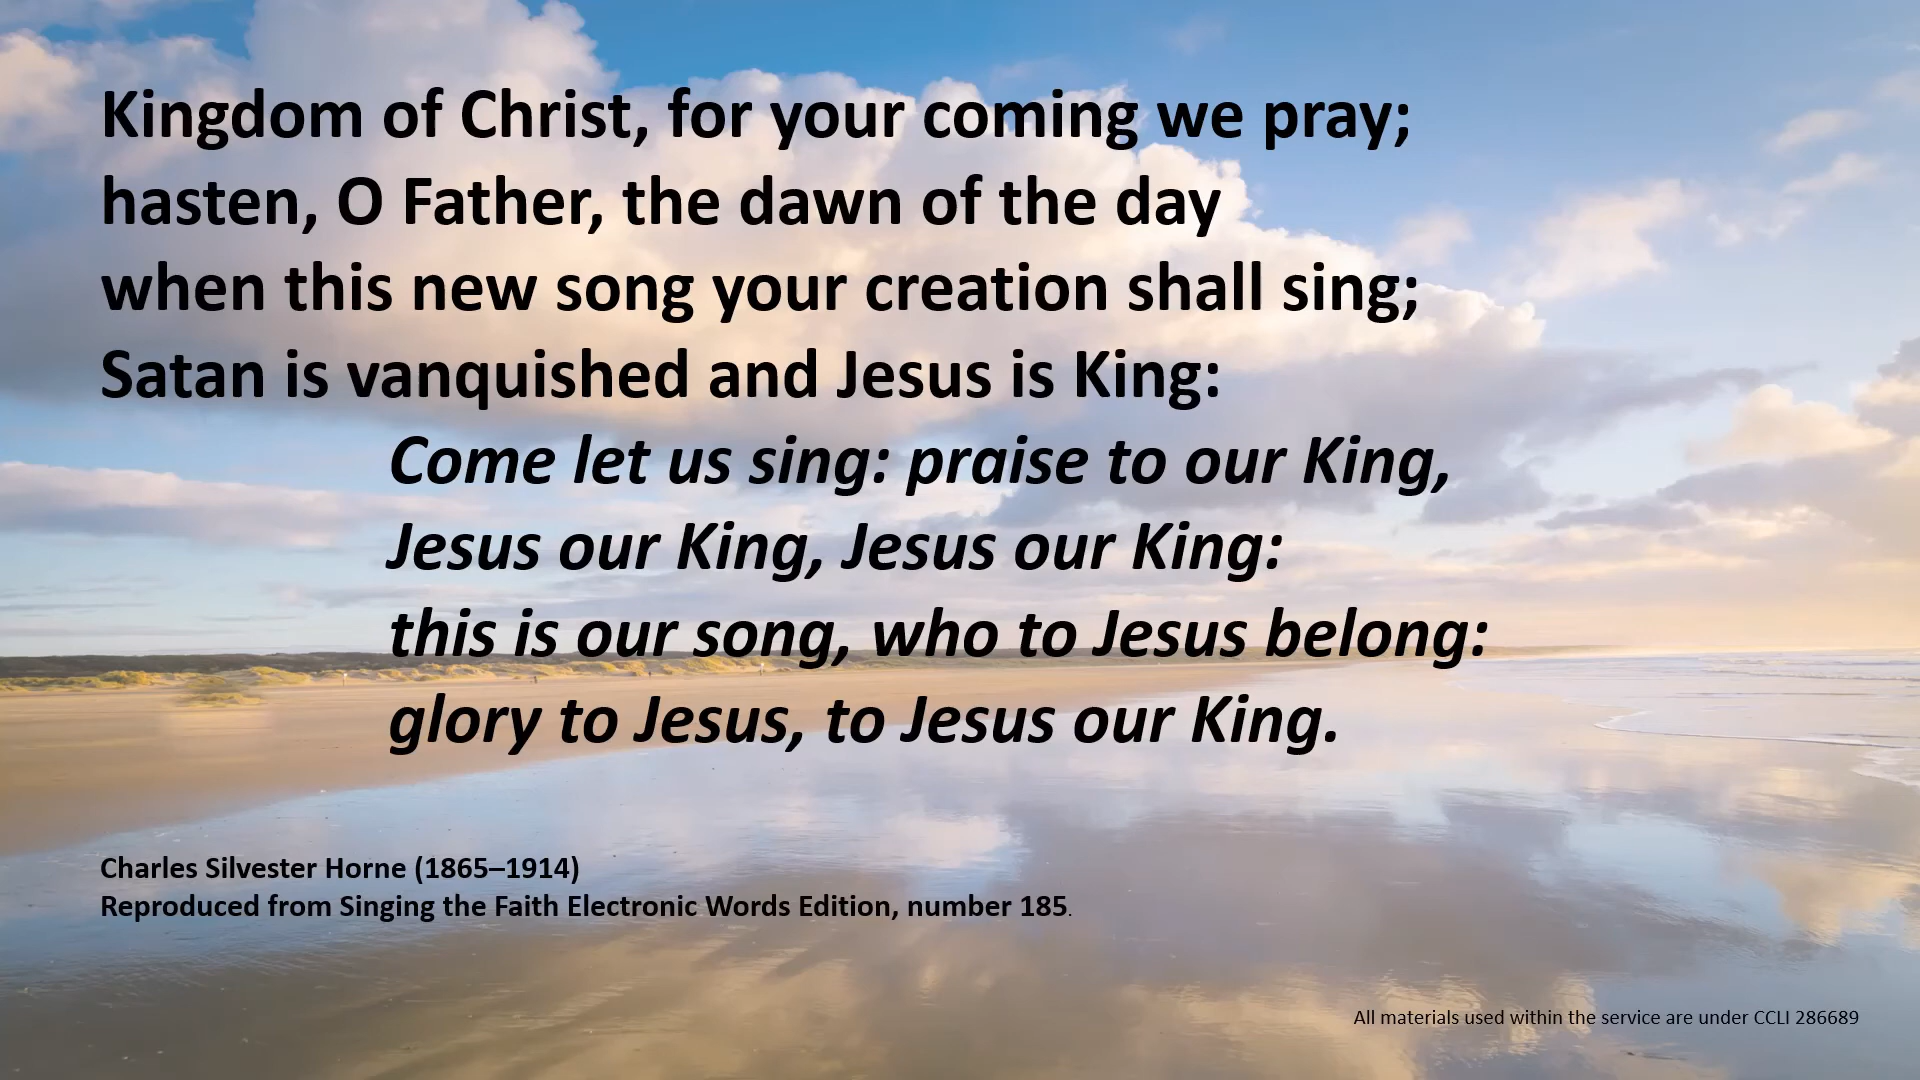 Kingdom of Christ, for your coming we pray;
hasten, O Father, the dawn of the day
when this new song your creation shall sing;
Satan is vanquished and Jesus is King:
Come let us sing: praise to our King,
Jesus our King, Jesus our King:
this is our song, who to Jesus belong:
glory to Jesus, to Jesus our King.
Charles Silvester Horne (1865–1914)
Reproduced from Singing the Faith Electronic Words Edition, number 185.
All materials used within the service are under CCLI 286689